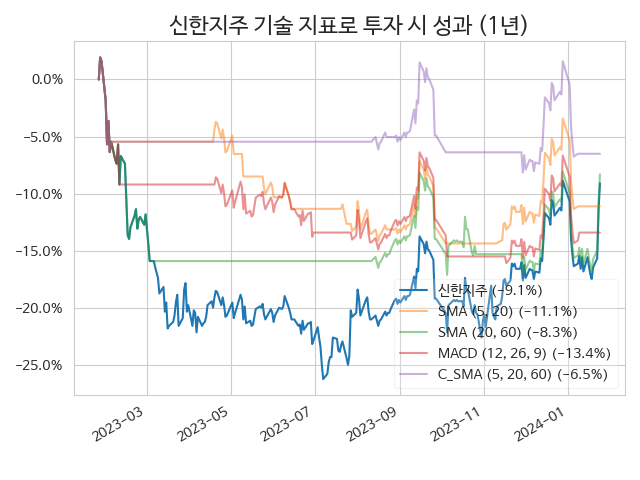 신한지주 기술 지표로 투자 시 성과 (1년)
0.0%
−5.0%
−10.0%
−15.0%
−20.0%
−25.0%
신한지주 (−9.1%)
SMA (5, 20) (−11.1%)
SMA (20, 60) (−8.3%)
MACD (12, 26, 9) (−13.4%)
C_SMA (5, 20, 60) (−6.5%)
2023-03
2023-05
2023-07
2023-09
2023-11
2024-01